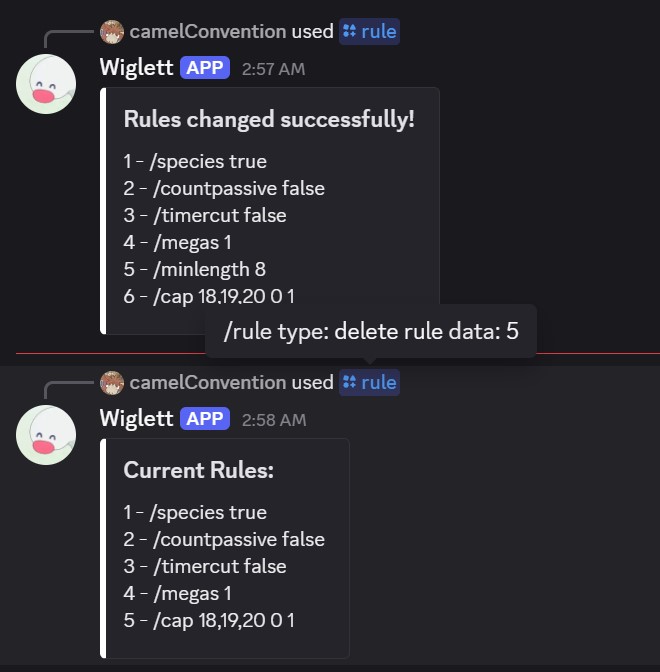 camelConvention used rule
Wiglett APP 2:57 AM
Rules changed successfully!
1 - /species true
2 - /countpassive false
3 - /timercut false
4 - /megas 1
5 - /minlength 8
6 - /cap 18,19,20 0 1
/rule type: delete rule data: 5
camelConvention used rule
Wiglett APP 2:58 AM
Current Rules:
1 - /species true
2 - /countpassive false
3 - /timercut false
4 - /megas 1
5 - /cap 18,19,20 0 1